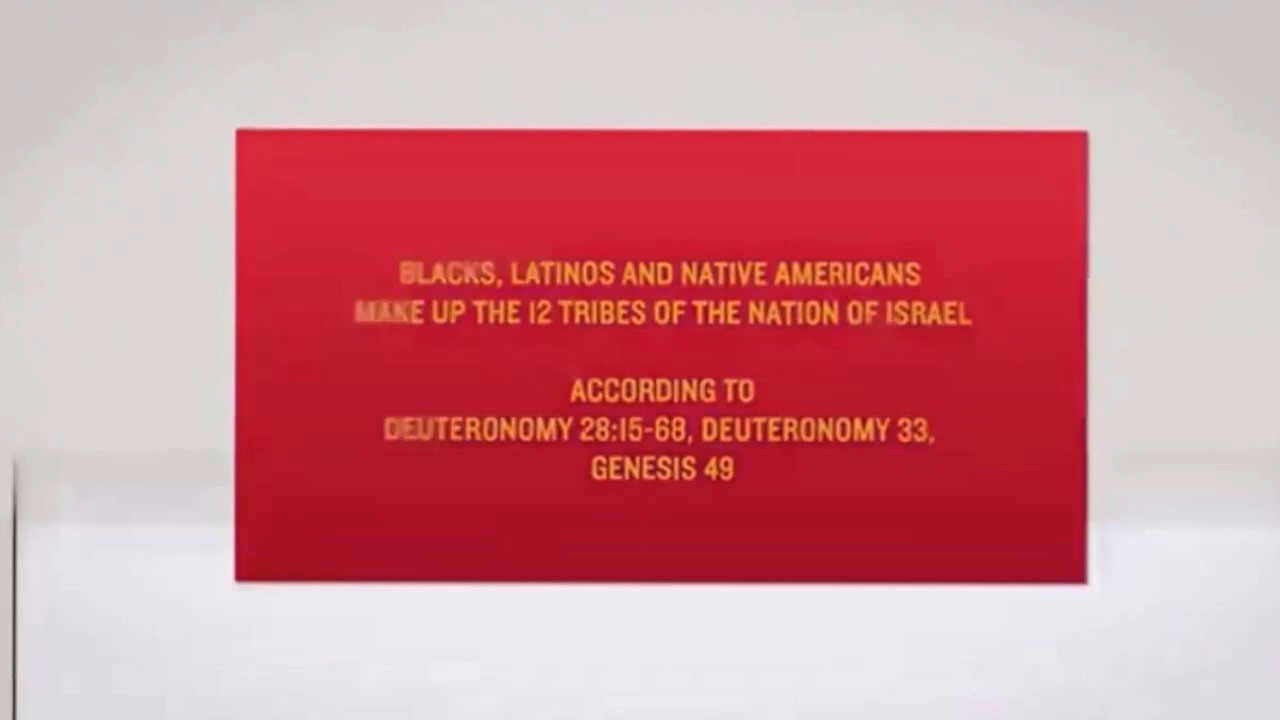 BLACKS, LATINOS AND NATIVE AMERICANS
MAKE UP THE 12 TRIBES OF THE NATION OF ISRAEL
ACCORDING TO
DEUTERONOMY 28:15-68, DEUTERONOMY 33,
GENESIS 49